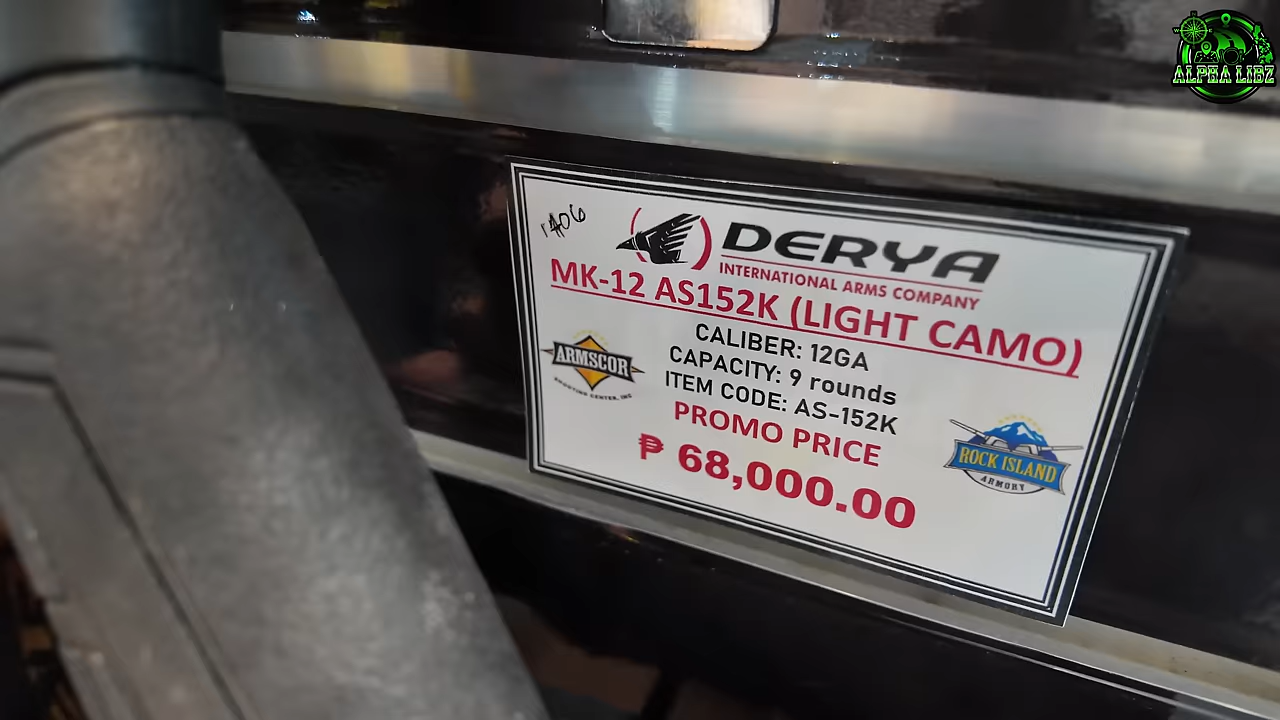 ALPHA LIBZ
DERYA
INTERNATIONAL ARMS COMPANY
MK-12 AS152K (LIGHT CAMO)
CALIBER: 12GA
CAPACITY: 9 rounds
ITEM CODE: AS-152K
PROMO PRICE
₱ 68,000.00
ARMSCOR
SHOOTING CENTER, INC
ROCK ISLAND
ARMORY